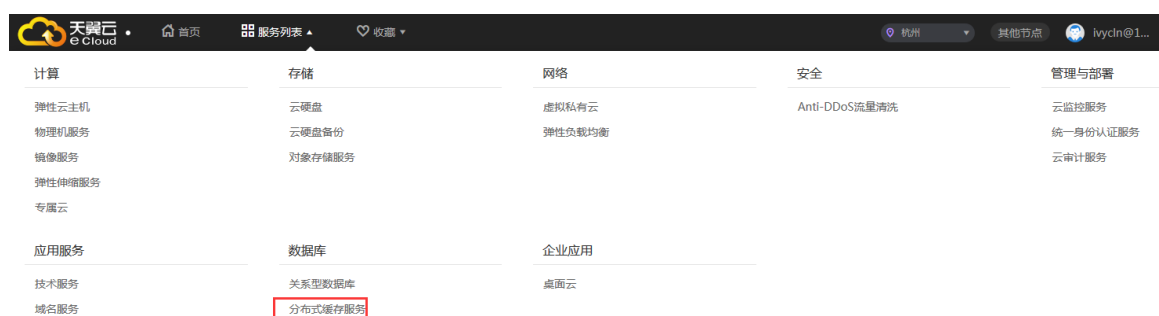 天翼云 e Cloud 首页 服务列表 收藏 杭州 其他节点 ivycln@1...
计算 存储 网络 安全 管理与部署
弹性云主机 云硬盘 虚拟私有云 Anti-DDoS流量清洗 云监控服务
物理机服务 云硬盘备份 弹性负载均衡 统一身份认证服务
镜像服务 对象存储服务 云审计服务
弹性伸缩服务
专属云
应用服务 数据库 企业应用
技术服务 关系型数据库 桌面云
域名服务 分布式缓存服务